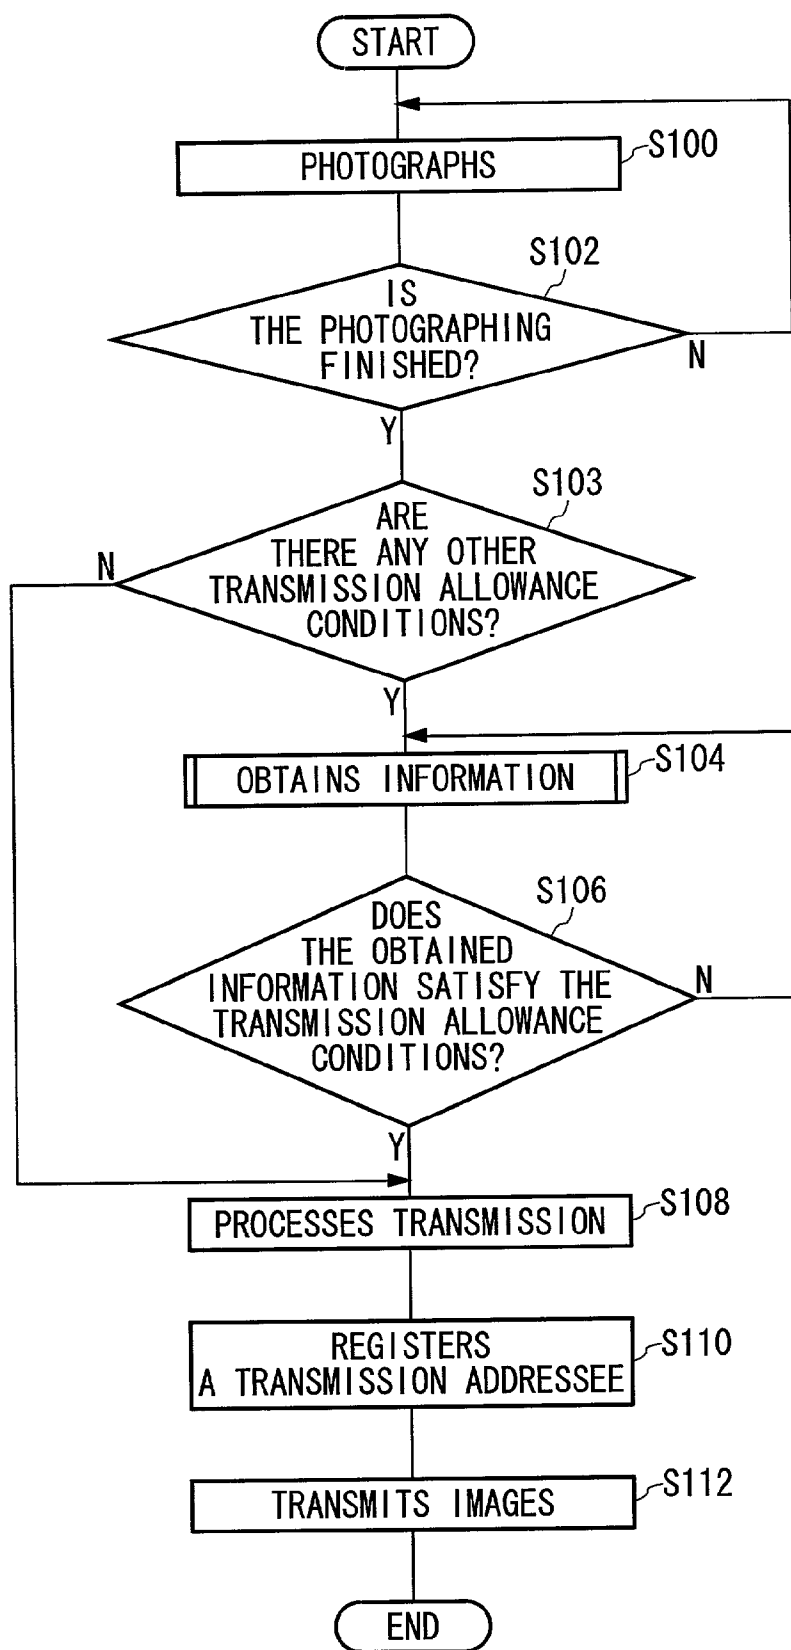 START
PHOTOGRAPHS
S100
S102
IS
THE PHOTOGRAPHING
FINISHED?
N
Y
S103
ARE
THERE ANY OTHER
TRANSMISSION ALLOWANCE
CONDITIONS?
N
Y
OBTAINS INFORMATION
S104
S106
DOES
THE OBTAINED
INFORMATION SATISFY THE
TRANSMISSION ALLOWANCE
CONDITIONS?
N
Y
PROCESSES TRANSMISSION
S108
REGISTERS
A TRANSMISSION ADDRESSEE
S110
TRANSMITS IMAGES
S112
END